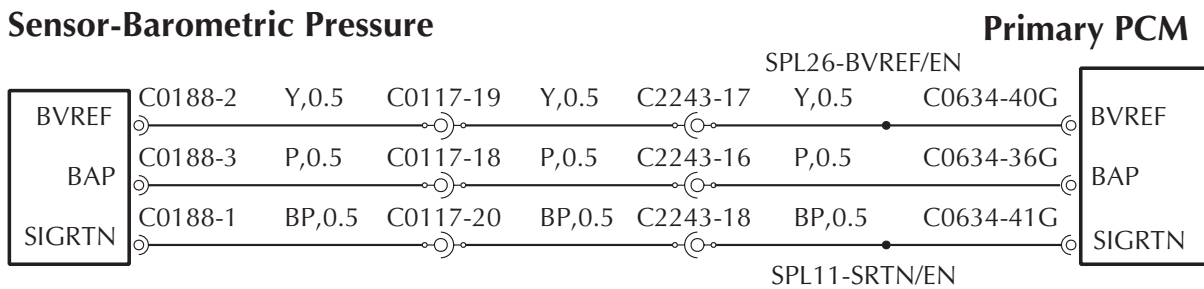 Sensor-Barometric Pressure Primary PCM
SPL26-BVREF/EN
C0188-2 Y,0.5 C0117-19 Y,0.5 C2243-17 Y,0.5 C0634-40G
BVREF BVREF
C0188-3 P,0.5 C0117-18 P,0.5 C2243-16 P,0.5 C0634-36G
BAP BAP
C0188-1 BP,0.5 C0117-20 BP,0.5 C2243-18 BP,0.5 C0634-41G
SIGRTN SIGRTN
SPL11-SRTN/EN